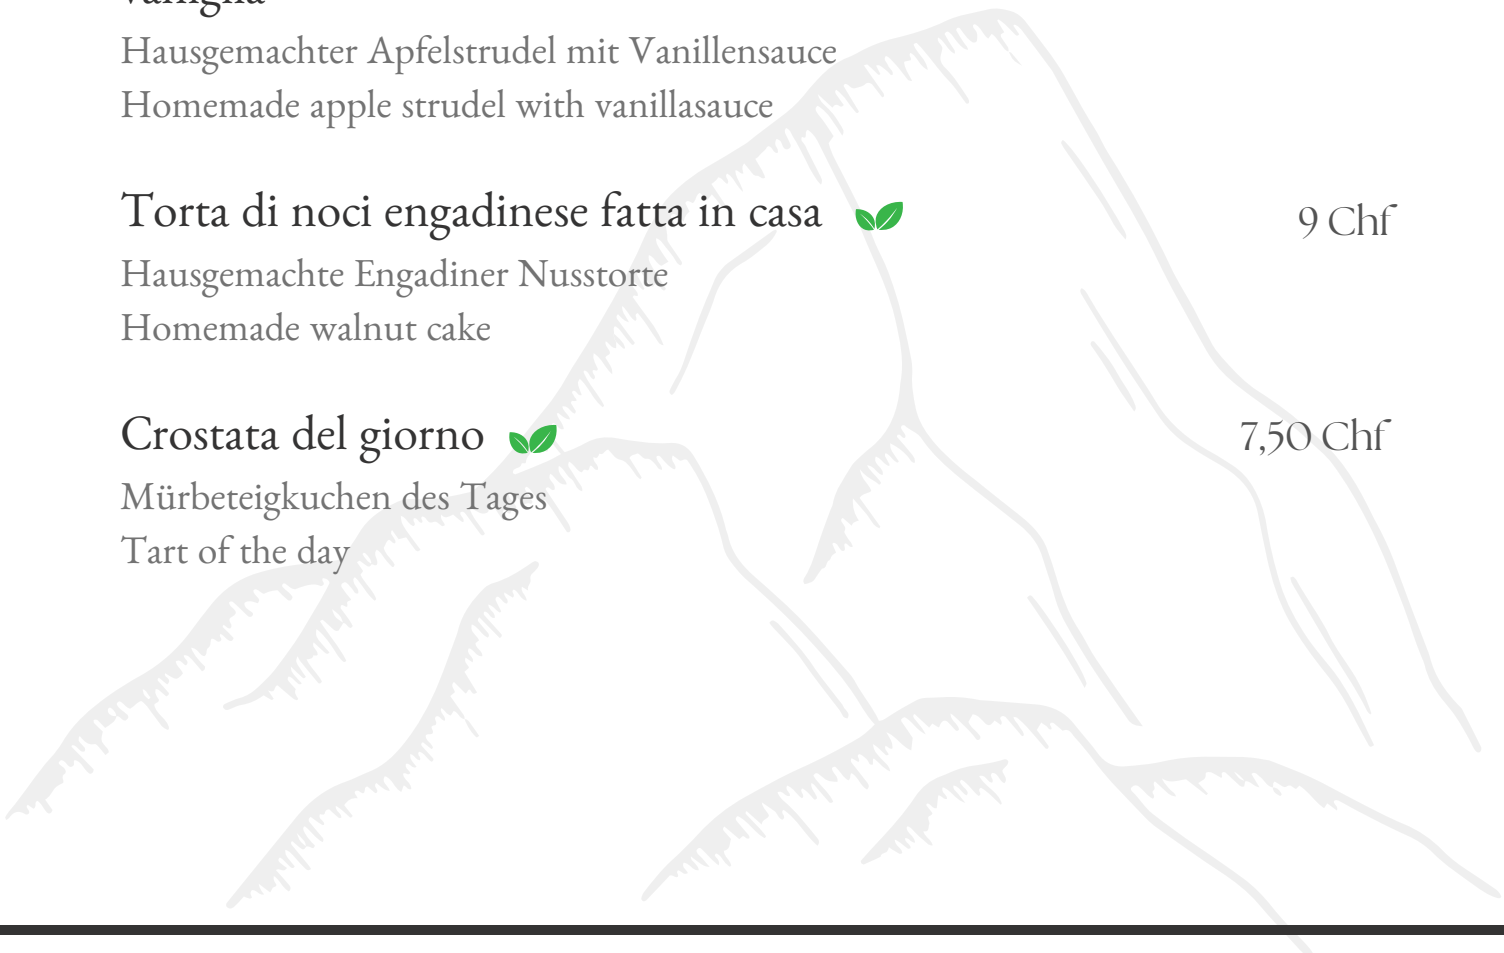 vaniglia
Hausgemachter Apfelstrudel mit Vanillensauce
Homemade apple strudel with vanillasauce
Torta di noci engadinese fatta in casa
9 Chf
Hausgemachte Engadiner Nusstorte
Homemade walnut cake
Crostata del giorno
7,50 Chf
Mürbeteigkuchen des Tages
Tart of the day